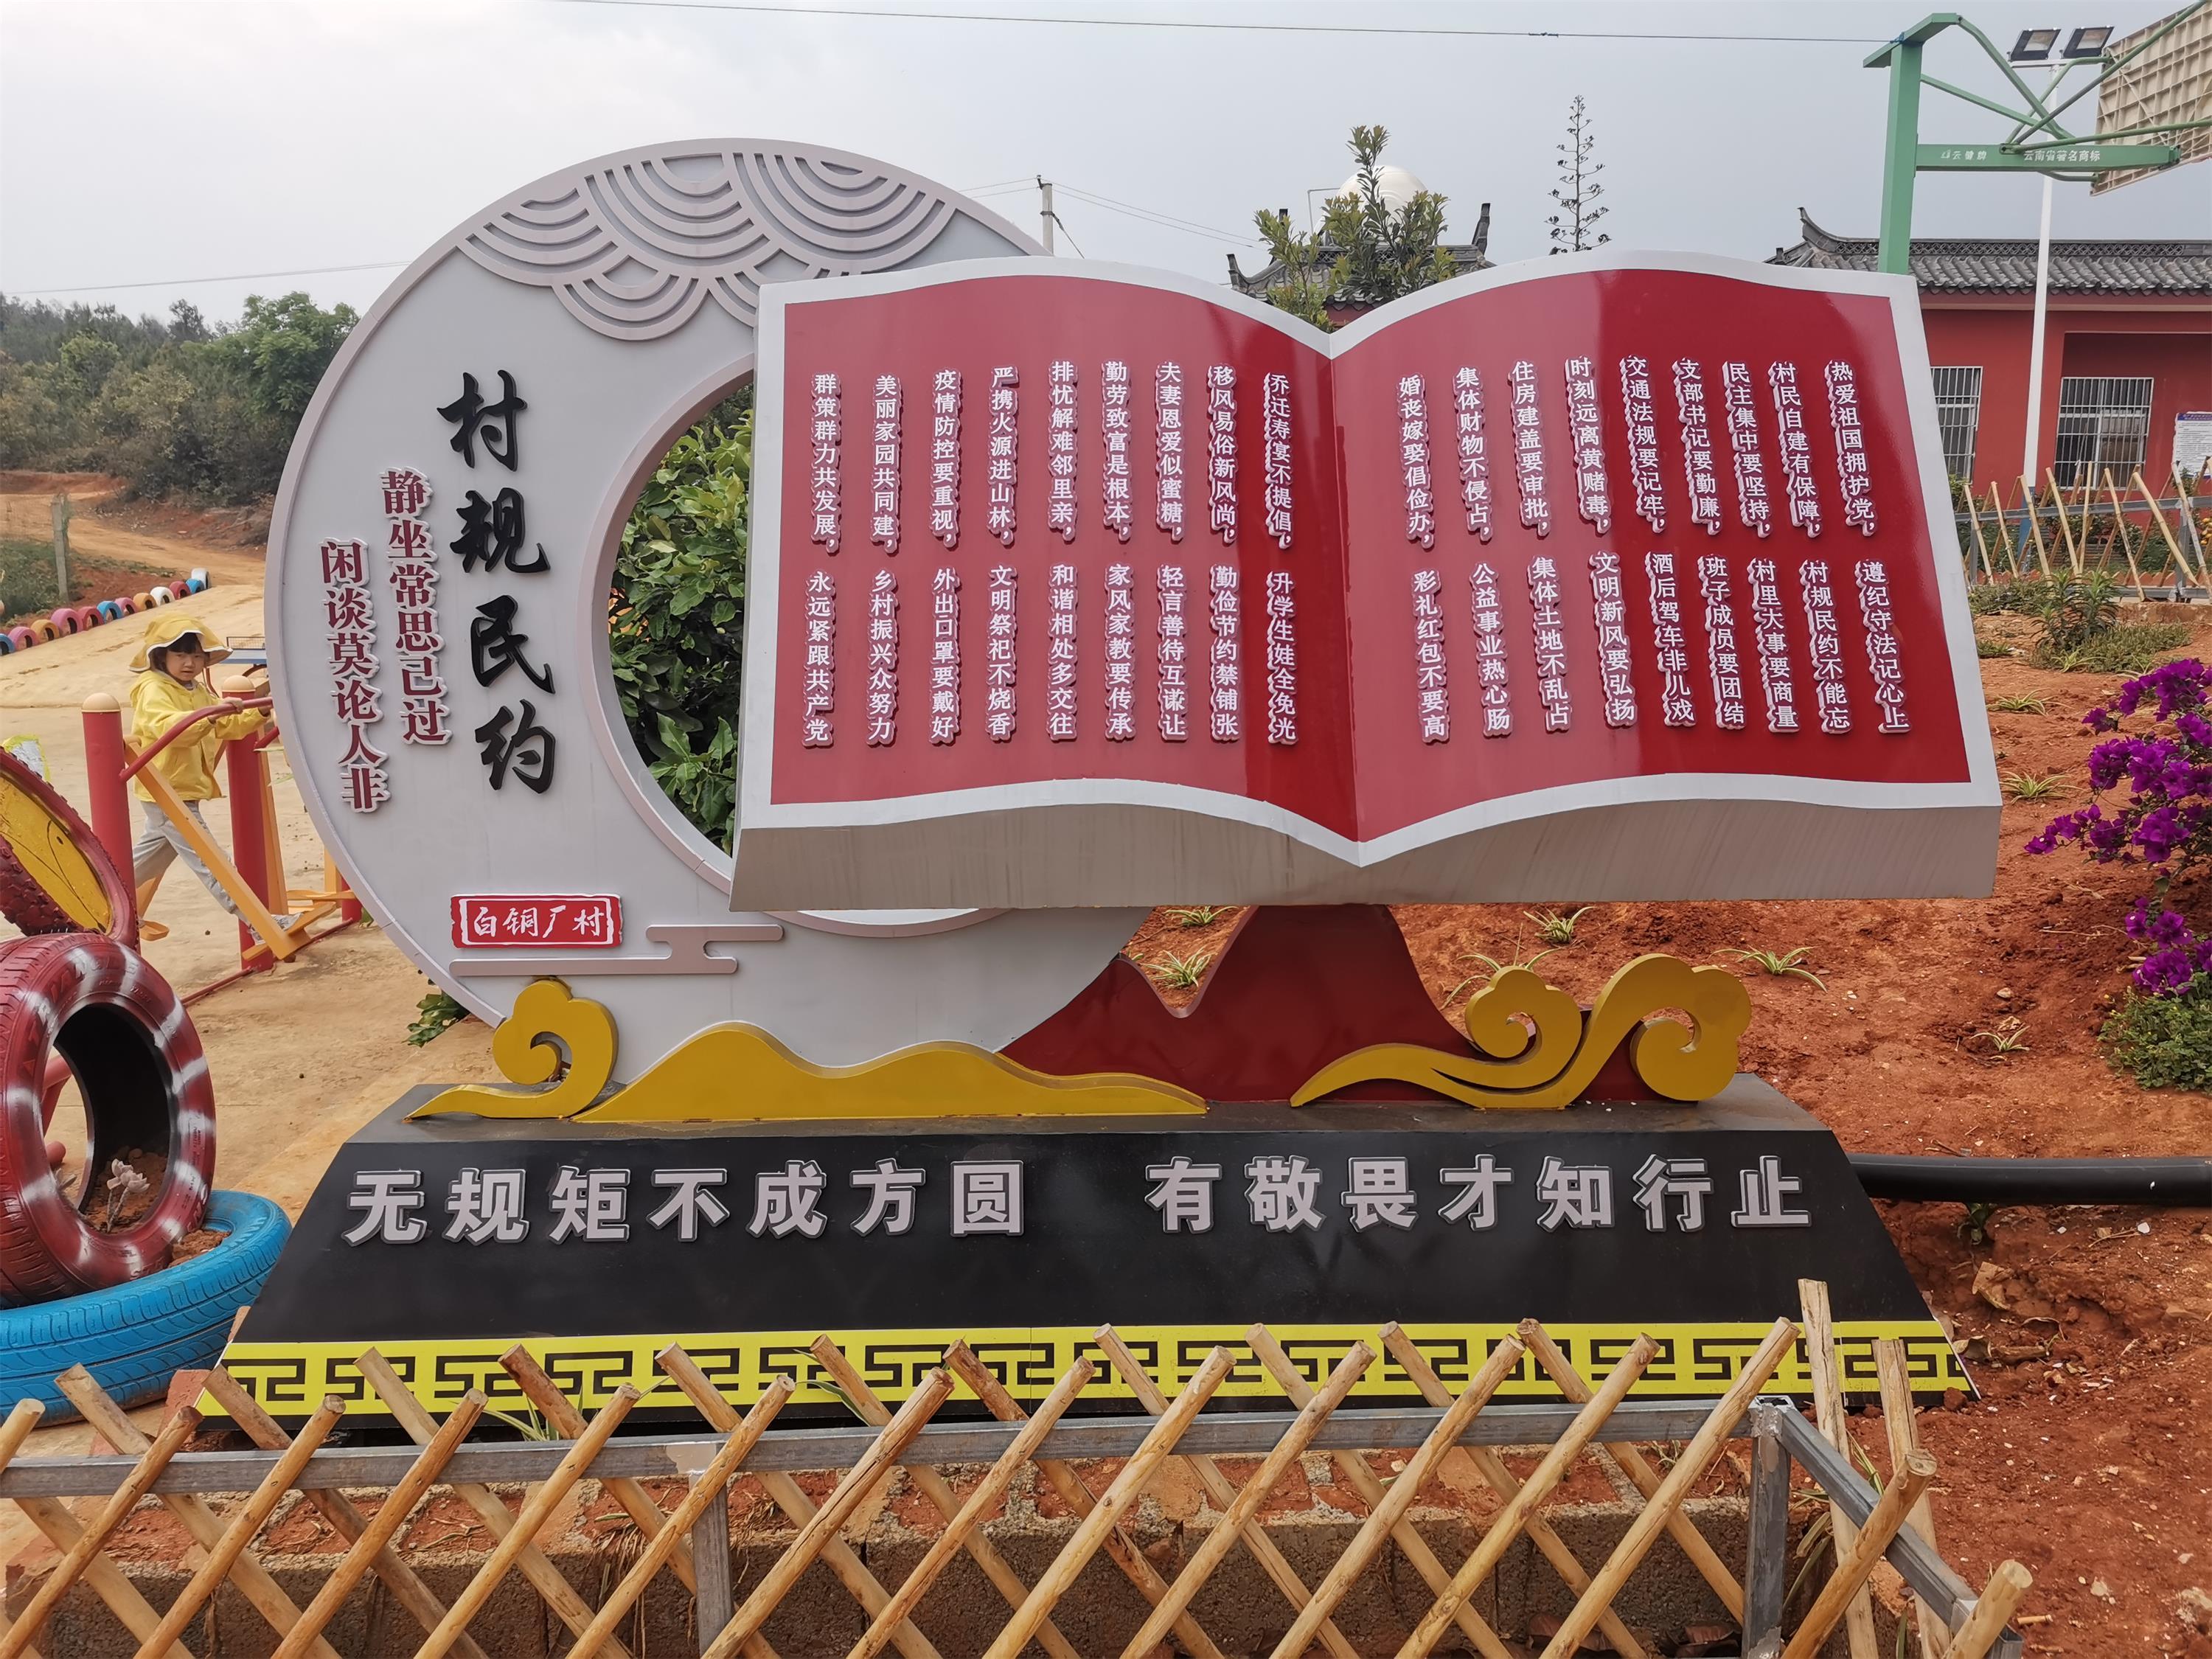 村规民约
静坐常思己过
闲谈莫论人非
白铜厂村
热爱祖国拥护党，遵纪守法记心上
村民自建有保障，村规民约不能忘
民主集中要坚持，村里大事要商量
支部书记要勤廉，班子成员要团结
交通法规要记牢，酒后驾车非儿戏
时刻远离黄赌毒，文明新风要弘扬
住房建盖要审批，集体土地不乱占
集体财物不侵占，公益事业热心肠
婚丧嫁娶倡俭办，彩礼红包不要高
乔迁寿宴不提倡，升学生娃全免光
移风易俗新风尚，勤俭节约禁铺张
夫妻恩爱似蜜糖，轻言善待互谦让
勤劳致富是根本，家风家教要传承
排忧解难邻里亲，和谐相处多交往
严携火源进山林，文明祭祀不烧香
疫情防控要重视，外出口罩要戴好
美丽家园共同建，乡村振兴众努力
群策群力共发展，永远紧跟共产党
无规矩不成方圆 有敬畏才知行止
云南省著名商标